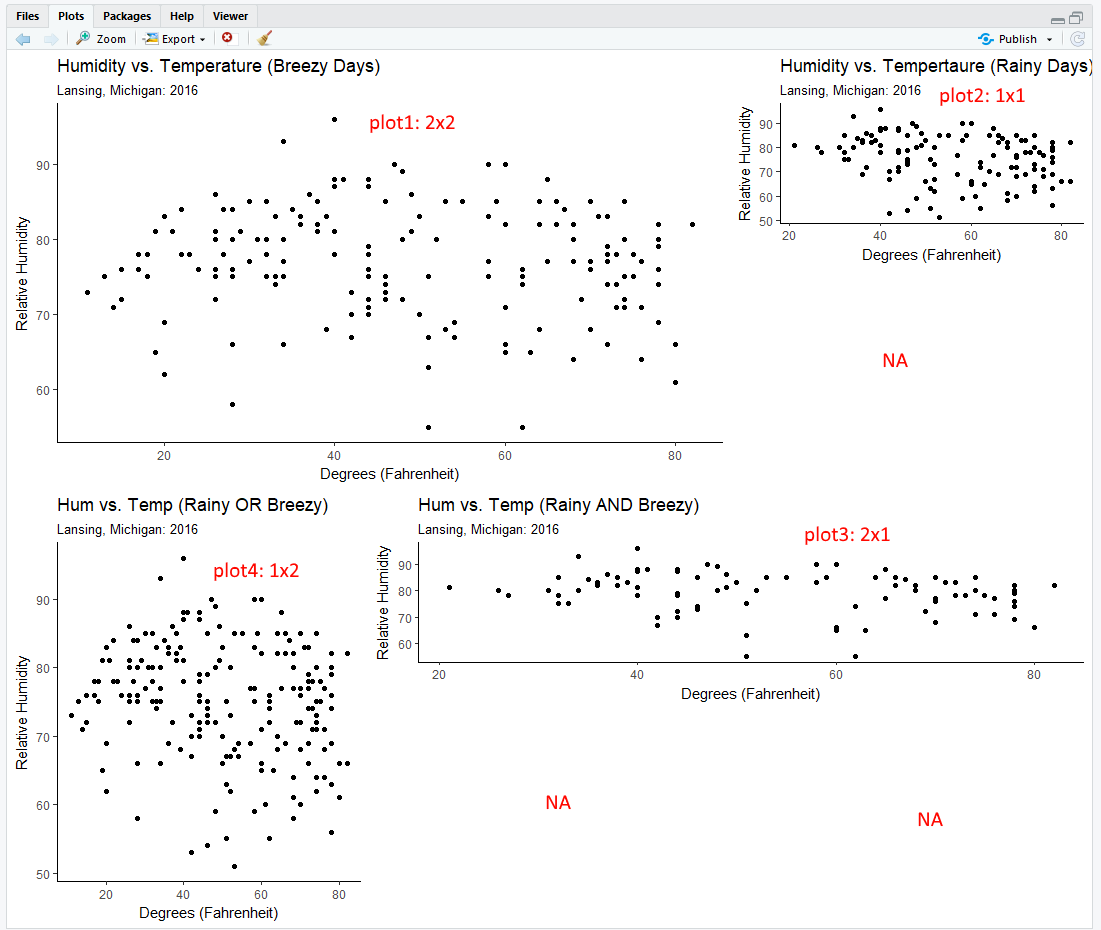 Files Plots Packages Help Viewer
Zoom Export Publish
Humidity vs. Temperature (Breezy Days)
Lansing, Michigan: 2016
plot1: 2x2
Relative Humidity
90
80
70
60
20 40 60 80
Degrees (Fahrenheit)
Humidity vs. Tempertaure (Rainy Days)
Lansing, Michigan: 2016
plot2: 1x1
Relative Humidity
90
80
70
60
50
20 40 60 80
Degrees (Fahrenheit)
NA
Hum vs. Temp (Rainy OR Breezy)
Lansing, Michigan: 2016
plot4: 1x2
Relative Humidity
90
80
70
60
50
20 40 60 80
Degrees (Fahrenheit)
Hum vs. Temp (Rainy AND Breezy)
Lansing, Michigan: 2016
plot3: 2x1
Relative Humidity
90
80
70
60
20 40 60 80
Degrees (Fahrenheit)
NA
NA